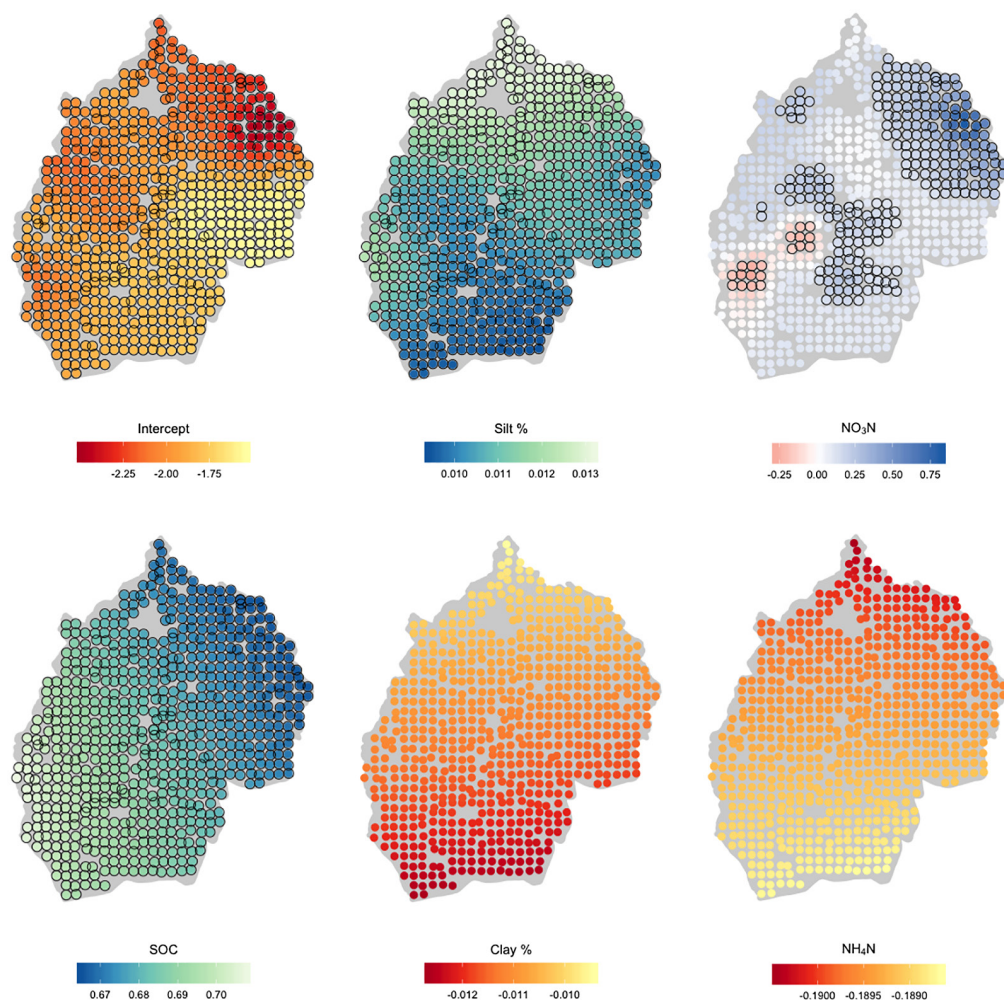 Intercept
-2.25 -2.00 -1.75
Silt %
0.010 0.011 0.012 0.013
NO₃N
-0.25 0.00 0.25 0.50 0.75
SOC
0.67 0.68 0.69 0.70
Clay %
-0.012 -0.011 -0.010
NH₄N
-0.1900 -0.1895 -0.1890